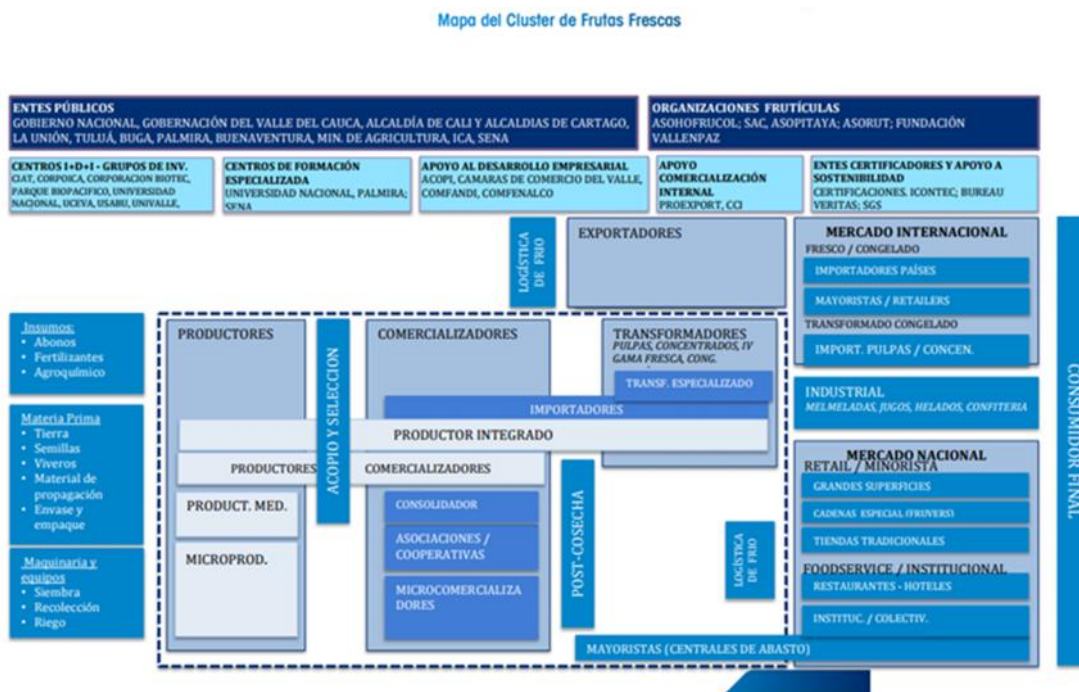 Mapa del Cluster de Frutas Frescas
ENTES PÚBLICOS
GOBIERNO NACIONAL, GOBERNACIÓN DEL VALLE DEL CAUCA, ALCALDÍA DE CALI Y ALCALDIAS DE CARTAGO,
LA UNIÓN, TULUÁ, BUGA, PALMIRA, BUENAVENTURA, MIN. DE AGRICULTURA, ICA, SENA
ORGANIZACIONES FRUTÍCULAS
ASOHOFRUCOL; SAC, ASOPITAYA; ASORUT; FUNDACIÓN
VALLENPAZ
CENTROS I+D+I - GRUPOS DE INV.
CIAT, CORPOICA, CORPORACION BIOTEC,
PARQUE BIOPACIFICO, UNIVERSIDAD
NACIONAL, UCEVA, USABU, UNIVALLE,
CENTROS DE FORMACIÓN
ESPECIALIZADA
UNIVERSIDAD NACIONAL, PALMIRA;
SENA
APOYO AL DESARROLLO EMPRESARIAL
ACOPI, CAMARAS DE COMERCIO DEL VALLE,
COMFANDI, COMFENALCO
APOYO
COMERCIALIZACIÓN
INTERNAL
PROEXPORT, CCI
ENTES CERTIFICADORES Y APOYO A
SOSTENIBILIDAD
CERTIFICACIONES. ICONTEC; BUREAU
VERITAS; SGS
LOGÍSTICA
DE FRIO
EXPORTADORES
MERCADO INTERNACIONAL
FRESCO / CONGELADO
IMPORTADORES PAÍSES
MAYORISTAS / RETAILERS
TRANSFORMADO CONGELADO
IMPORT. PULPAS / CONCEN.
Insumos:
• Abonos
• Fertilizantes
• Agroquímico
Materia Prima
• Tierra
• Semillas
• Viveros
• Material de
propagación
• Envase y
empaque
Maquinaria y
equipos
• Siembra
• Recolección
• Riego
PRODUCTORES
ACOPIO Y SELECCION
COMERCIALIZADORES
TRANSFORMADORES
PULPAS, CONCENTRADOS, IV
GAMA FRESCA, CONG.
TRANSF. ESPECIALIZADO
IMPORTADORES
PRODUCTOR INTEGRADO
PRODUCTORES COMERCIALIZADORES
PRODUCT. MED.
MICROPROD.
CONSOLIDADOR
ASOCIACIONES /
COOPERATIVAS
MICROCOMERCIALIZA
DORES
POST-COSECHA
LOGÍSTICA
DE FRIO
MAYORISTAS (CENTRALES DE ABASTO)
INDUSTRIAL
MELMELADAS, JUGOS, HELADOS, CONFITERIA
MERCADO NACIONAL
RETAIL / MINORISTA
GRANDES SUPERFICIES
CADENAS ESPECIAL (FRUVERS)
TIENDAS TRADICIONALES
FOODSERVICE / INSTITUCIONAL
RESTAURANTES - HOTELES
INSTITUC. / COLECTIV.
CONSUMIDOR FINAL